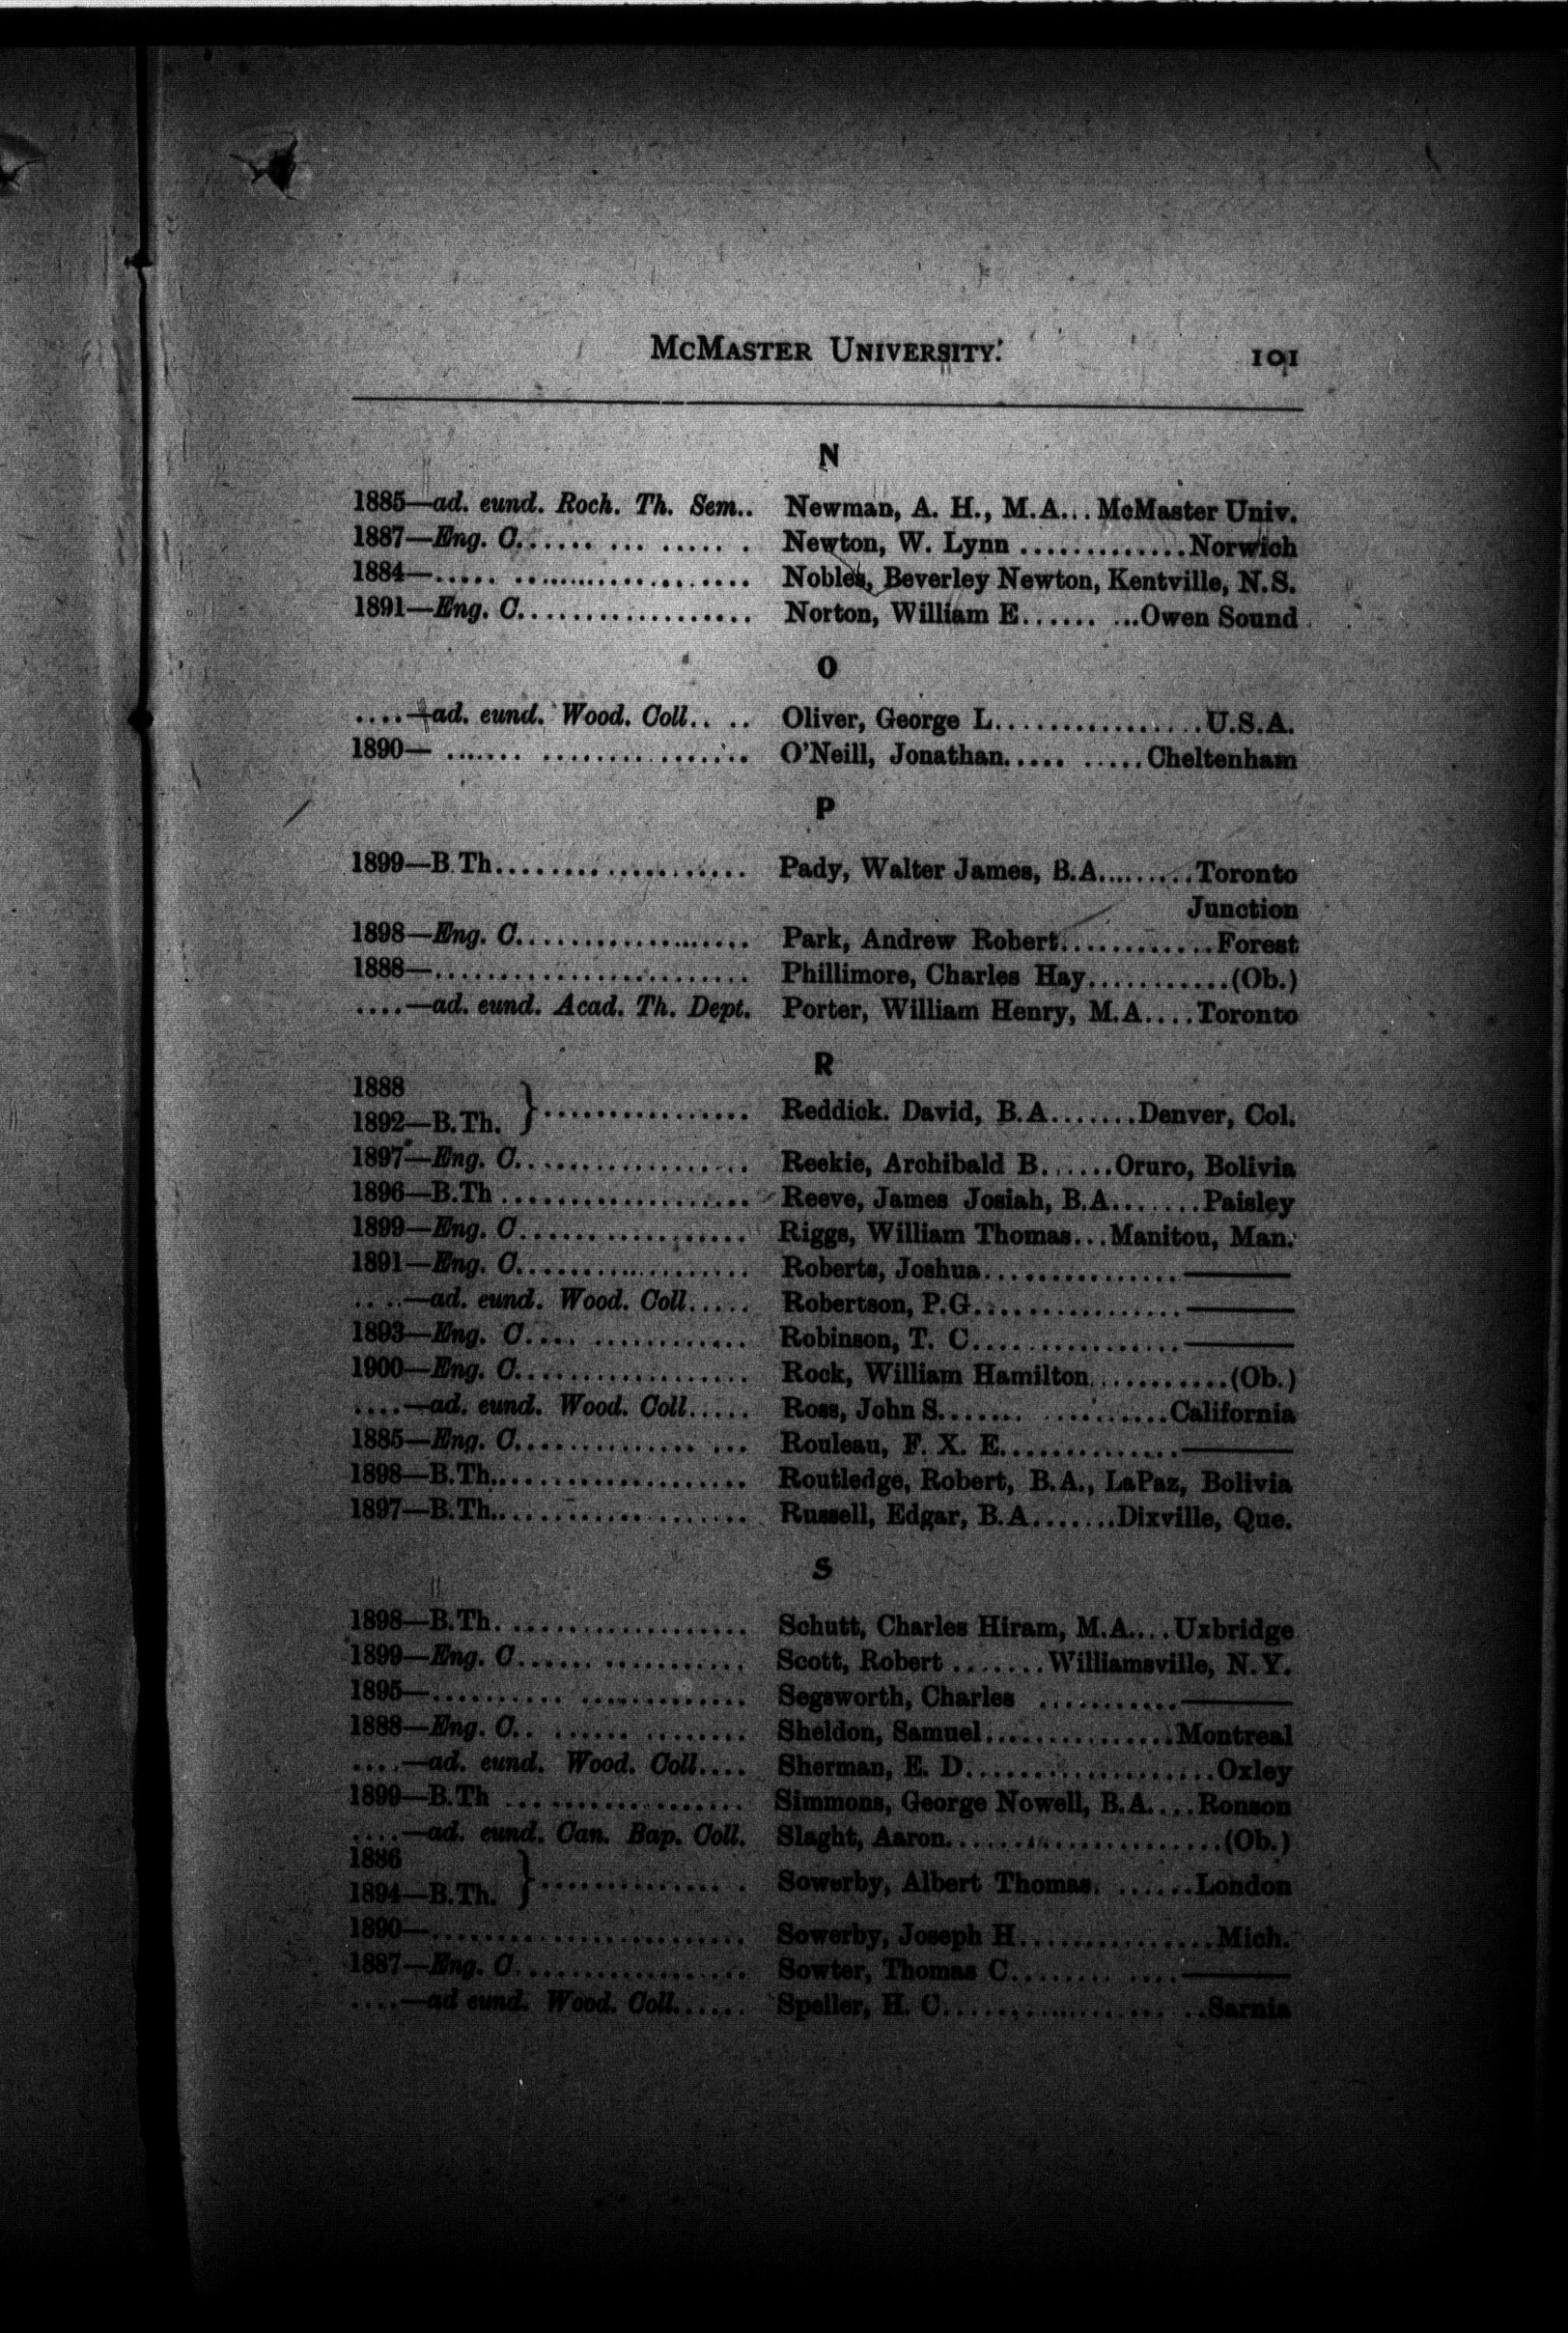 McMaster University. 101
N
1885—ad. eund. Roch. Th. Sem.. Newman, A. H., M.A...McMaster Univ.
1887—Eng. C...... ... ...... . Newton, W. Lynn .............Norwich
1884—..... ................... Nobles, Beverley Newton, Kentville, N.S.
1891—Eng. C.................. Norton, William E...... ...Owen Sound
O
....—ad. eund. Wood. Coll.. .. Oliver, George L.................U.S.A.
1890— ....... ................ O'Neill, Jonathan..... .....Cheltenham
P
1899—B.Th................... Pady, Walter James, B.A.........Toronto
Junction
1898—Eng. C.................. Park, Andrew Robert............Forest
1888—........................ Phillimore, Charles Hay...........(Ob.)
....—ad. eund. Acad. Th. Dept. Porter, William Henry, M.A....Toronto
R
1888
1892—B.Th. } ................ Reddick. David, B.A.......Denver, Col.
1897—Eng. C.................. Reekie, Archibald B......Oruro, Bolivia
1896—B.Th ................... Reeve, James Josiah, B.A.......Paisley
1899—Eng. C.................. Riggs, William Thomas...Manitou, Man.
1891—Eng. C.................. Roberts, Joshua................———
....—ad. eund. Wood. Coll..... Robertson, P.G.................———
1893—Eng. C.... ............ Robinson, T. C.................———
1900—Eng. C.................. Rock, William Hamilton...........(Ob.)
....—ad. eund. Wood. Coll..... Ross, John S....... ..........California
1885—Eng. C.............. ... Rouleau, F. X. E..............———
1898—B.Th.................... Routledge, Robert, B.A., LaPaz, Bolivia
1897—B.Th.................... Russell, Edgar, B.A.......Dixville, Que.
S
1898—B.Th. .................. Schutt, Charles Hiram, M.A....Uxbridge
1899—Eng. C...... ........... Scott, Robert .......Williamsville, N.Y.
1895—.......... ............. Segsworth, Charles ...........———
1888—Eng. C.. ...... ........ Sheldon, Samuel...............Montreal
....—ad. eund. Wood. Coll.... Sherman, E. D...................Oxley
1899—B.Th .................. Simmons, George Nowell, B.A....Ronson
....—ad. eund. Can. Bap. Coll. Slaght, Aaron.......................(Ob.)
1886
1894—B.Th. } ............... . Sowerby, Albert Thomas. ......London
1890—........................ Sowerby, Joseph H...............Mich.
1887—Eng. C.................. Sowter, Thomas C........ ....———
....—ad eund. Wood. Coll...... Speller, H. C................. ..Sarnia